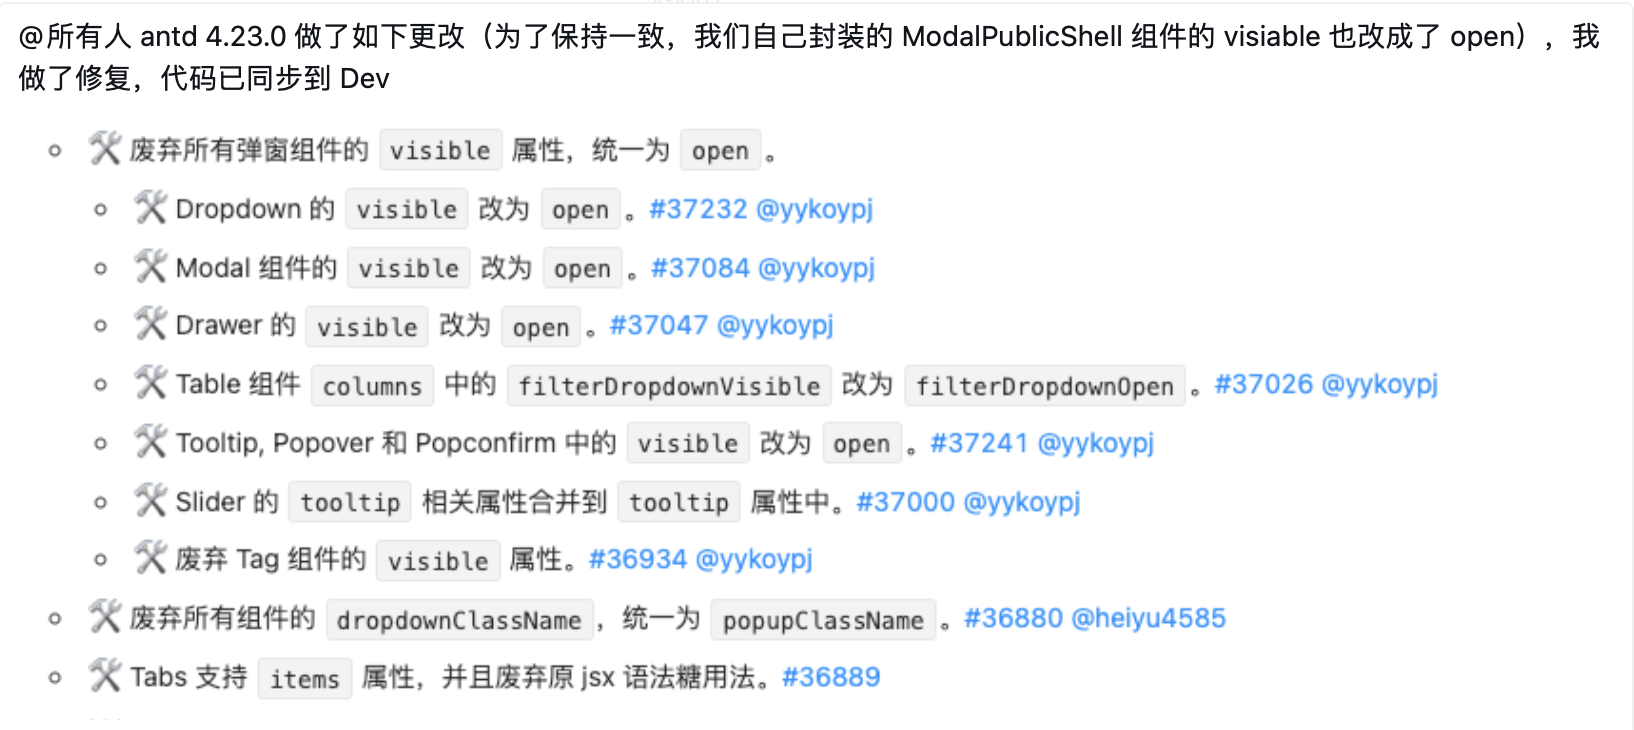 @所有人 antd 4.23.0 做了如下更改（为了保持一致，我们自己封装的 ModalPublicShell 组件的 visiable 也改成了 open），我
做了修复，代码已同步到 Dev
废弃所有弹窗组件的 visible 属性，统一为 open 。
Dropdown 的 visible 改为 open 。#37232 @yykoypj
Modal 组件的 visible 改为 open 。#37084 @yykoypj
Drawer 的 visible 改为 open 。#37047 @yykoypj
Table 组件 columns 中的 filterDropdownVisible 改为 filterDropdownOpen 。#37026 @yykoypj
Tooltip, Popover 和 Popconfirm 中的 visible 改为 open 。#37241 @yykoypj
Slider 的 tooltip 相关属性合并到 tooltip 属性中。#37000 @yykoypj
废弃 Tag 组件的 visible 属性。#36934 @yykoypj
废弃所有组件的 dropdownClassName ，统一为 popupClassName 。#36880 @heiyu4585
Tabs 支持 items 属性，并且废弃原 jsx 语法糖用法。#36889